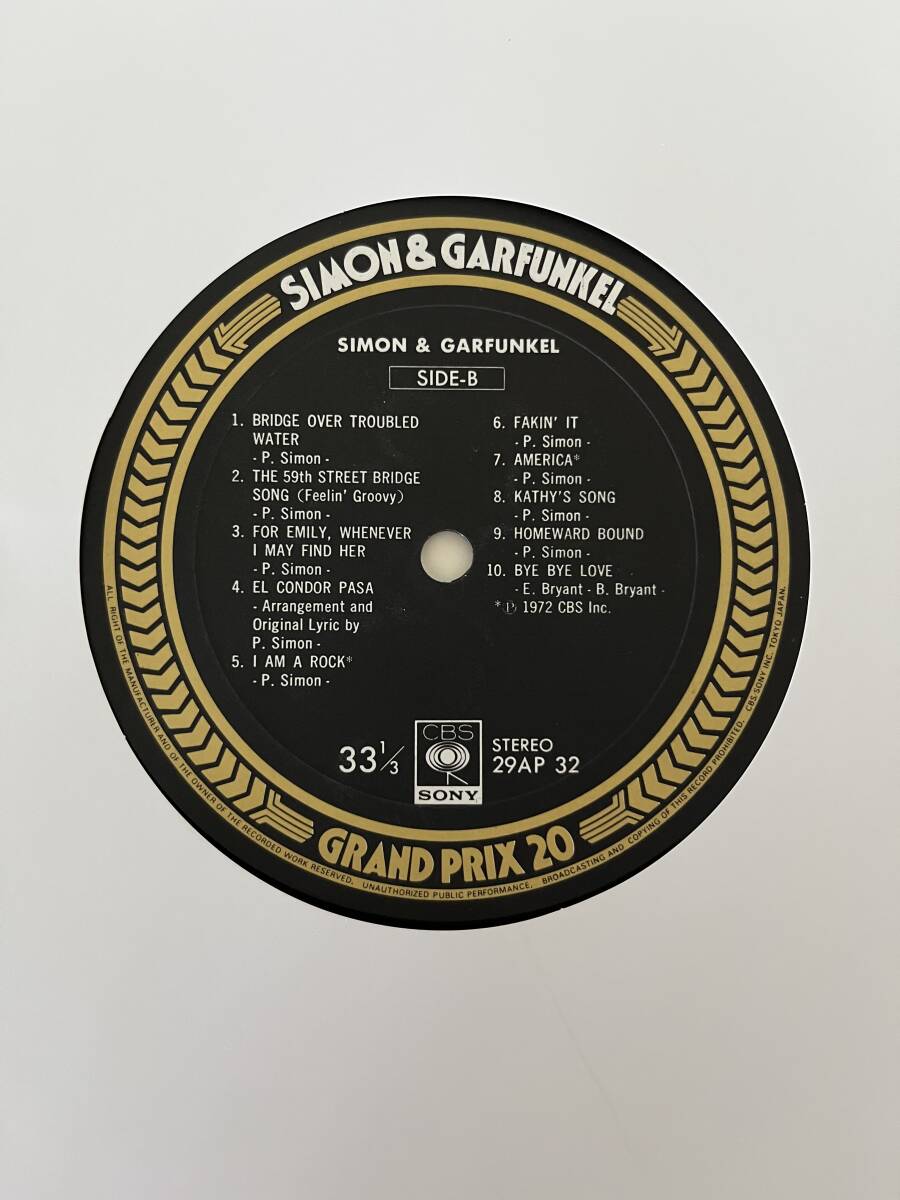 SIMON & GARFUNKEL
SIMON & GARFUNKEL
SIDE-B
1. BRIDGE OVER TROUBLED
WATER
- P. Simon -
2. THE 59th STREET BRIDGE
SONG (Feelin' Groovy)
- P. Simon -
3. FOR EMILY, WHENEVER
I MAY FIND HER
- P. Simon -
4. EL CONDOR PASA
- Arrangement and
Original Lyric by
P. Simon -
5. I AM A ROCK*
- P. Simon -
6. FAKIN' IT
- P. Simon -
7. AMERICA*
- P. Simon -
8. KATHY'S SONG
- P. Simon -
9. HOMEWARD BOUND
- P. Simon -
10. BYE BYE LOVE
- E. Bryant - B. Bryant -
*℗ 1972 CBS Inc.
33 1/3
CBS
SONY
STEREO
29AP 32
GRAND PRIX 20
ALL RIGHT OF THE MANUFACTURER AND OF THE OWNER OF THE RECORDED WORK RESERVED. UNAUTHORIZED PUBLIC PERFORMANCE, BROADCASTING AND COPYING OF THIS RECORD PROHIBITED. CBS/SONY INC. TOKYO JAPAN.